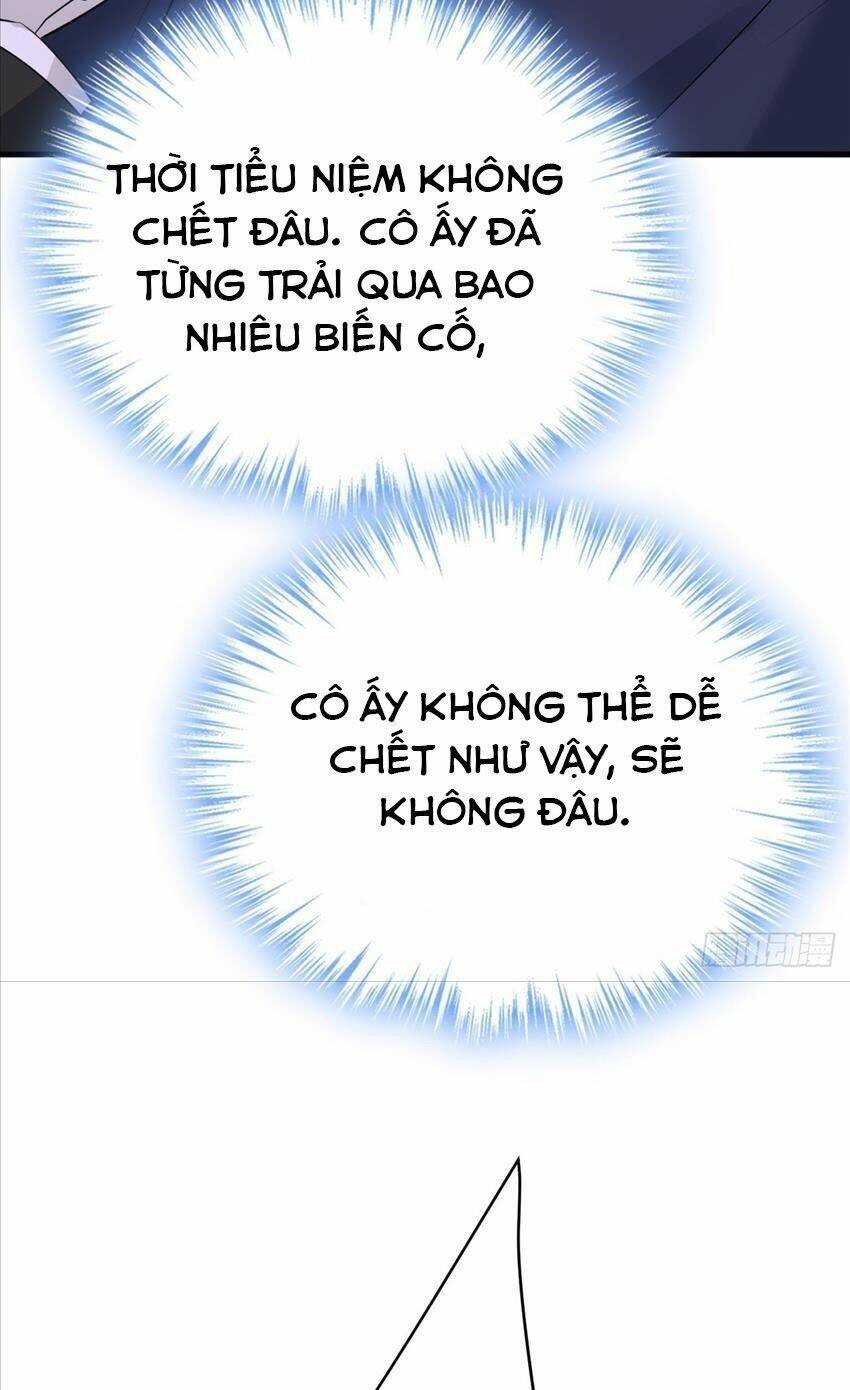 THỜI TIỂU NIỆM KHÔNG
CHẾT ĐÂU. CÔ ẤY ĐÃ
TỪNG TRẢI QUA BAO
NHIÊU BIẾN CỐ,
CÔ ẤY KHÔNG THỂ DỄ
CHẾT NHƯ VẬY, SẼ
KHÔNG ĐÂU.